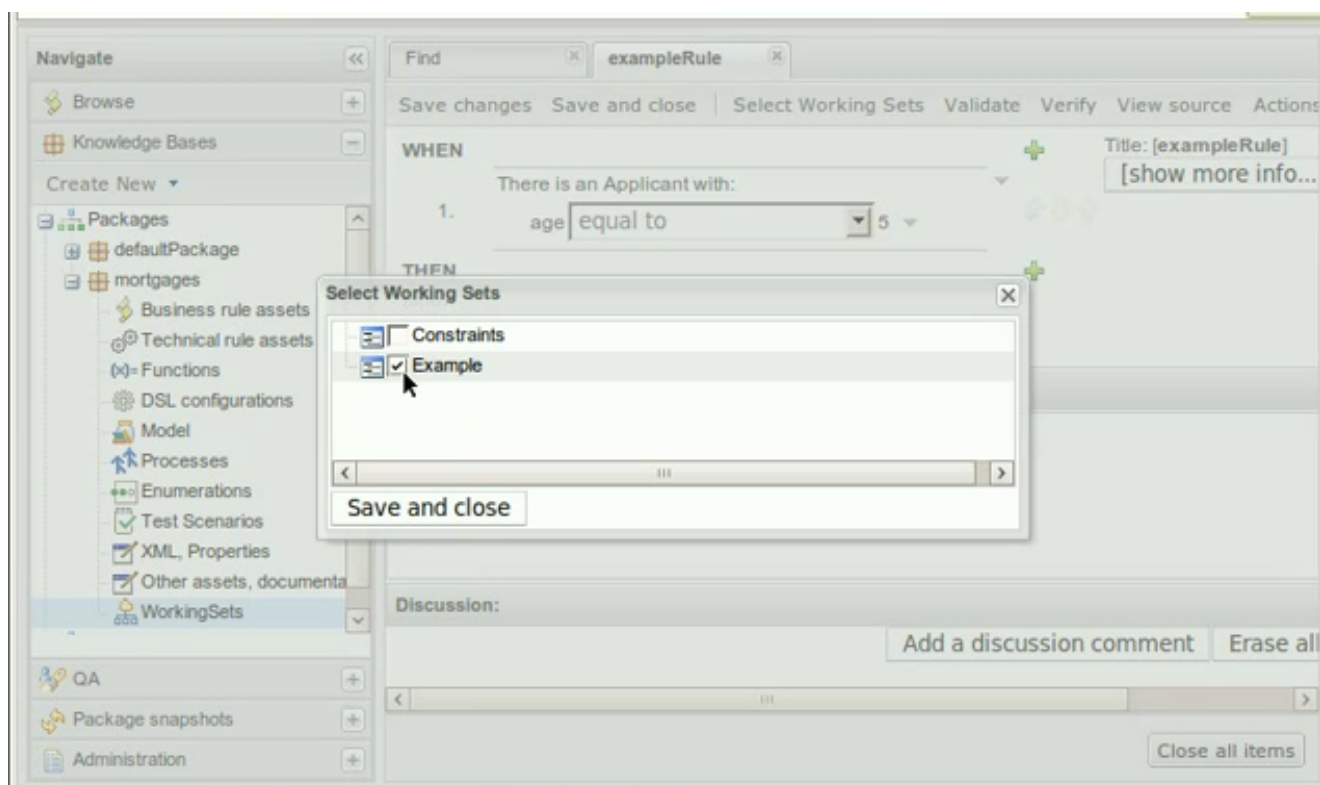 Navigate
Browse
Knowledge Bases
Create New
Packages
defaultPackage
mortgages
Business rule assets
Technical rule assets
(x)= Functions
DSL configurations
Model
Processes
Enumerations
Test Scenarios
XML, Properties
Other assets, documenta
WorkingSets
QA
Package snapshots
Administration
Find
exampleRule
Save changes Save and close Select Working Sets Validate Verify View source Actions
WHEN
Title: [exampleRule]
[show more info...
There is an Applicant with:
1.
age equal to 5
THEN
Select Working Sets
Constraints
Example
Save and close
Discussion:
Add a discussion comment Erase all
Close all items